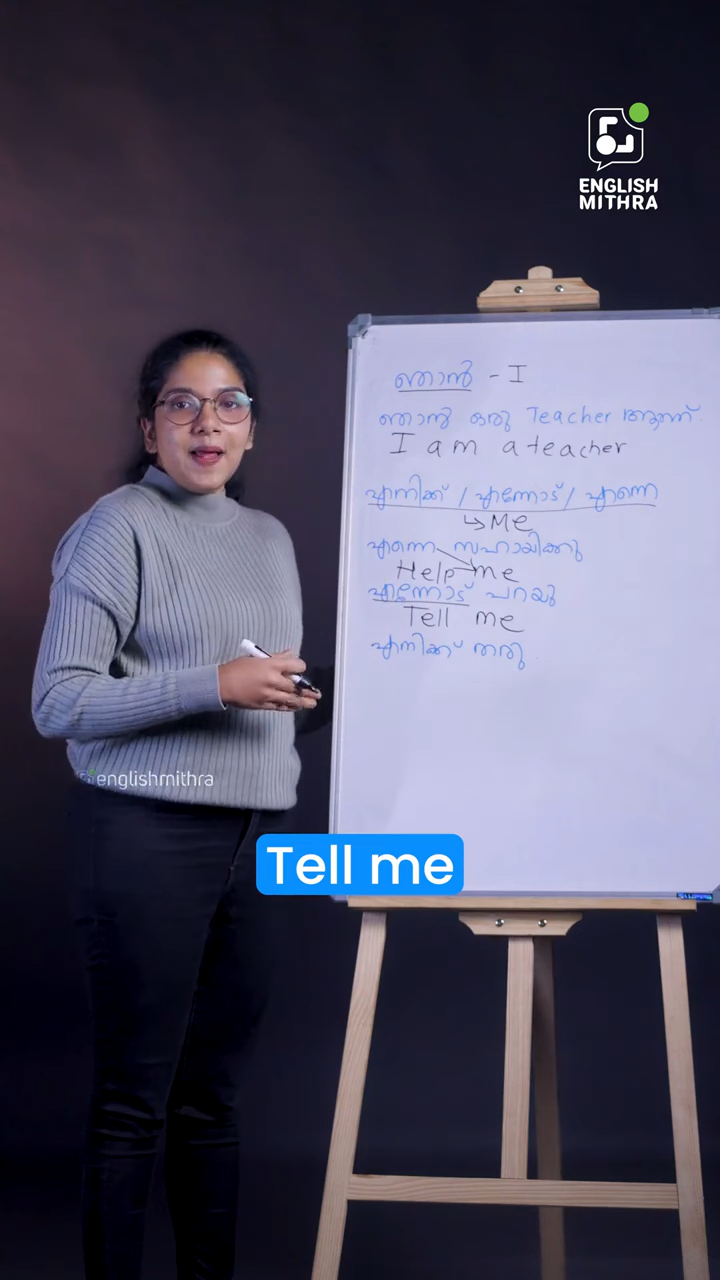 ENGLISH
MITHRA
ഞാൻ - I
ഞാൻ ഒരു Teacher ആണ്.
I am a teacher
എനിക്ക് / എന്നോട് / എന്നെ
↳ Me
എന്നെ സഹായിക്കു
Help me
എന്നോട് പറയു
Tell me
എനിക്ക് തരു
englishmithra
Tell me